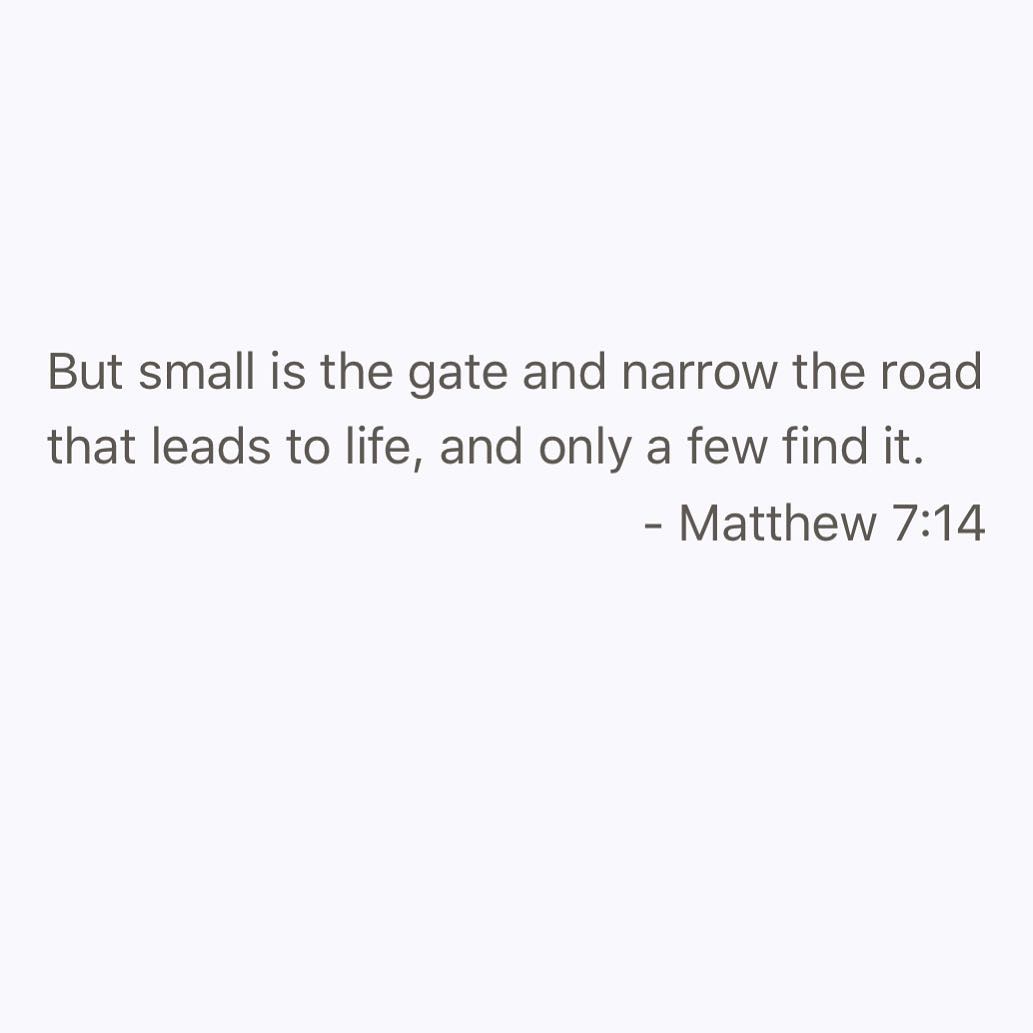 But small is the gate and narrow the road
that leads to life, and only a few find it.
- Matthew 7:14